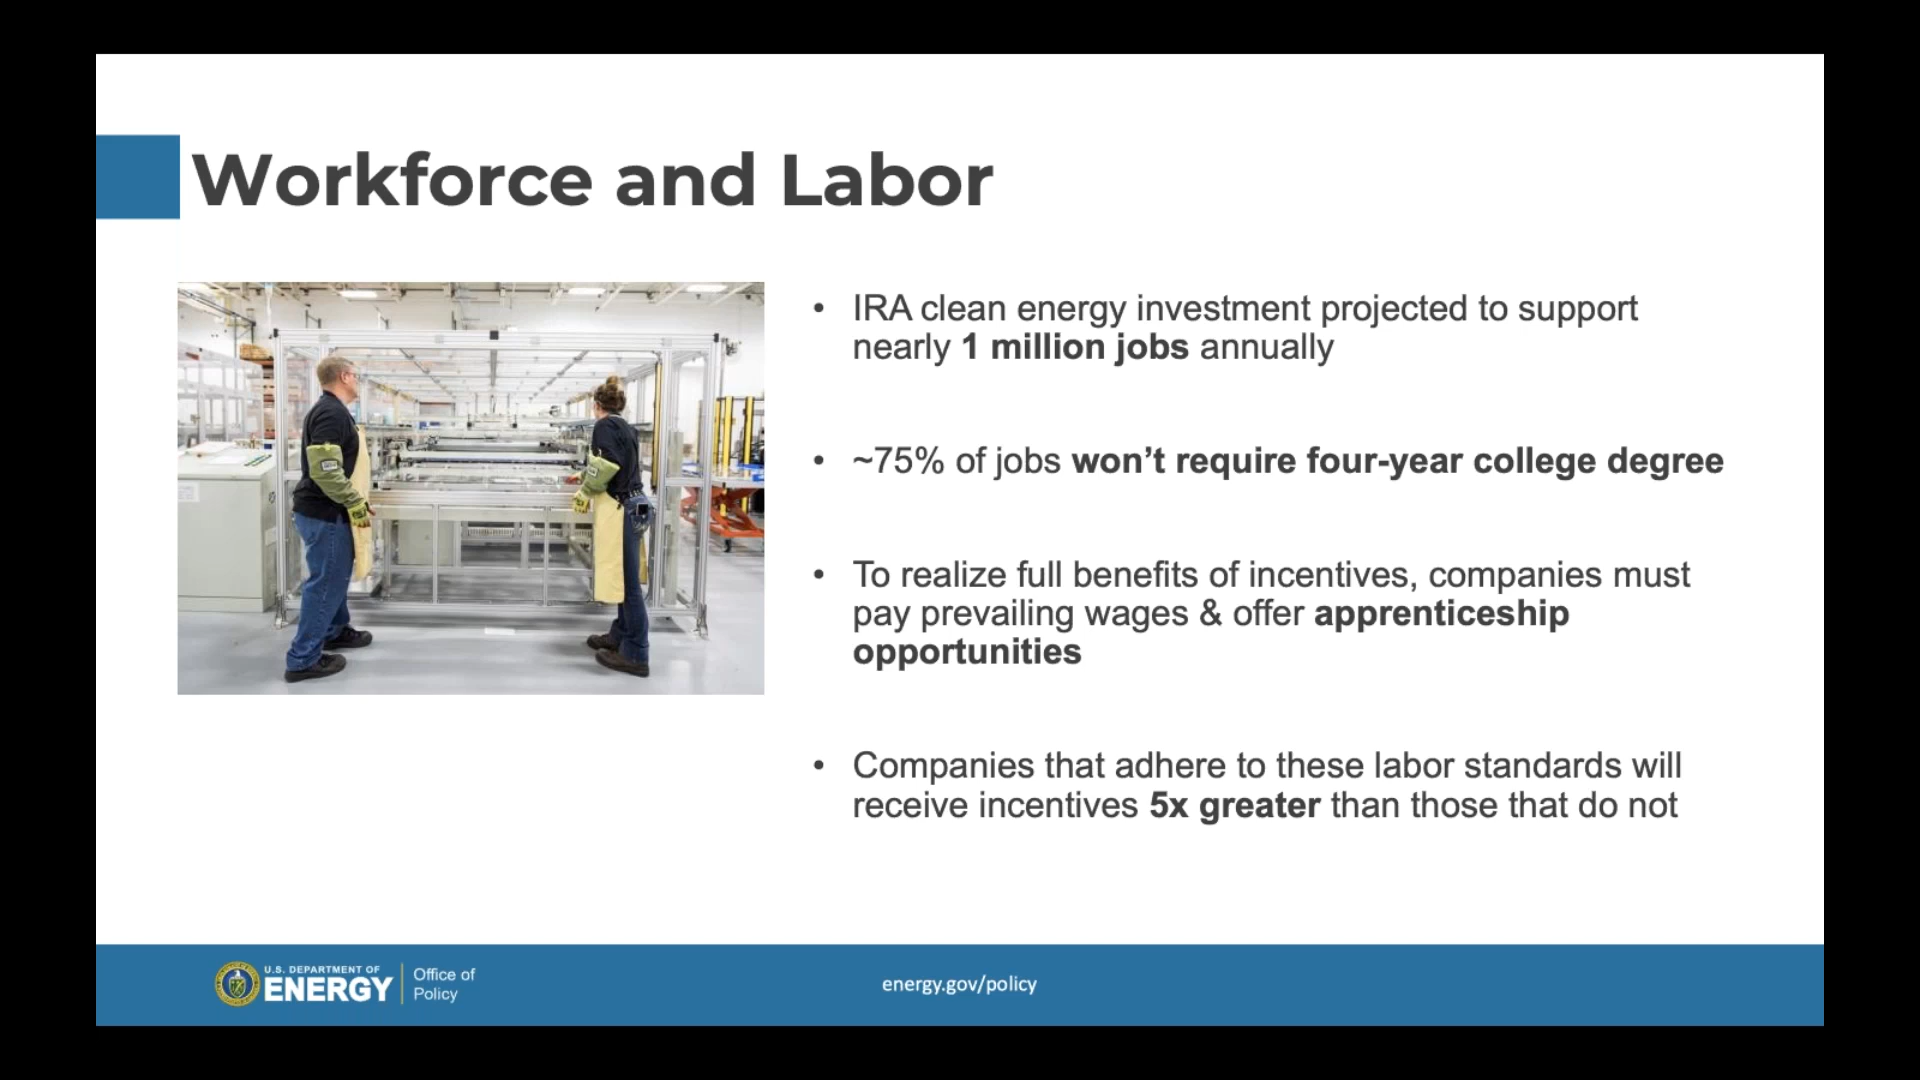 Workforce and Labor
• IRA clean energy investment projected to support
nearly 1 million jobs annually
• ~75% of jobs won’t require four-year college degree
• To realize full benefits of incentives, companies must
pay prevailing wages & offer apprenticeship
opportunities
• Companies that adhere to these labor standards will
receive incentives 5x greater than those that do not
U.S. DEPARTMENT OF
ENERGY
Office of
Policy
energy.gov/policy